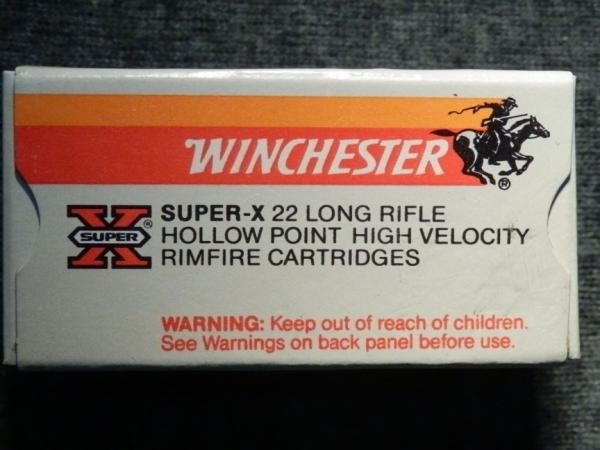 WINCHESTER
®
X
SUPER
®
SUPER-X 22 LONG RIFLE
HOLLOW POINT HIGH VELOCITY
RIMFIRE CARTRIDGES
WARNING: Keep out of reach of children.
See Warnings on back panel before use.